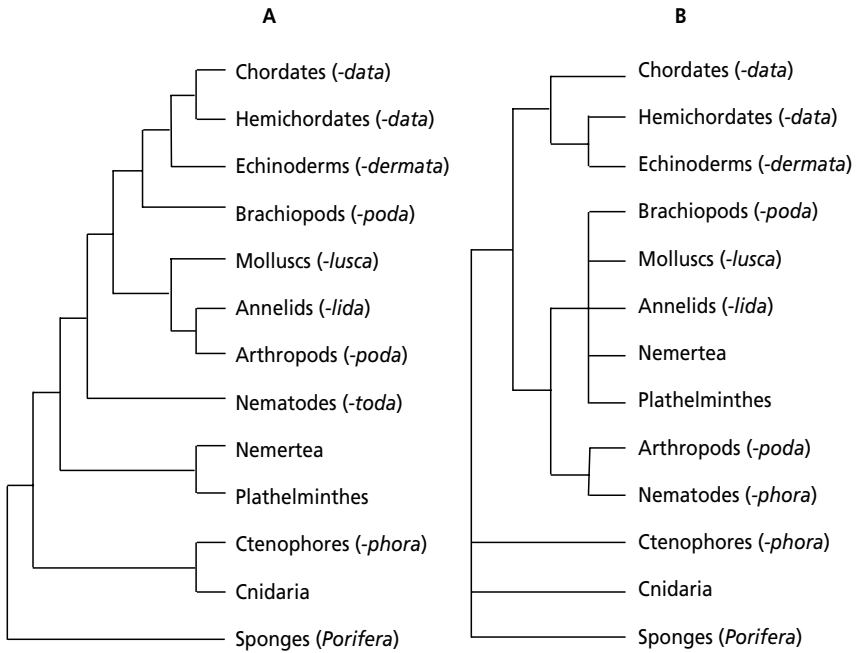 A
Chordates (-data)
Hemichordates (-data)
Echinoderms (-dermata)
Brachiopods (-poda)
Molluscs (-lusca)
Annelids (-lida)
Arthropods (-poda)
Nematodes (-toda)
Nemertea
Plathelminthes
Ctenophores (-phora)
Cnidaria
Sponges (Porifera)
B
Chordates (-data)
Hemichordates (-data)
Echinoderms (-dermata)
Brachiopods (-poda)
Molluscs (-lusca)
Annelids (-lida)
Nemertea
Plathelminthes
Arthropods (-poda)
Nematodes (-phora)
Ctenophores (-phora)
Cnidaria
Sponges (Porifera)